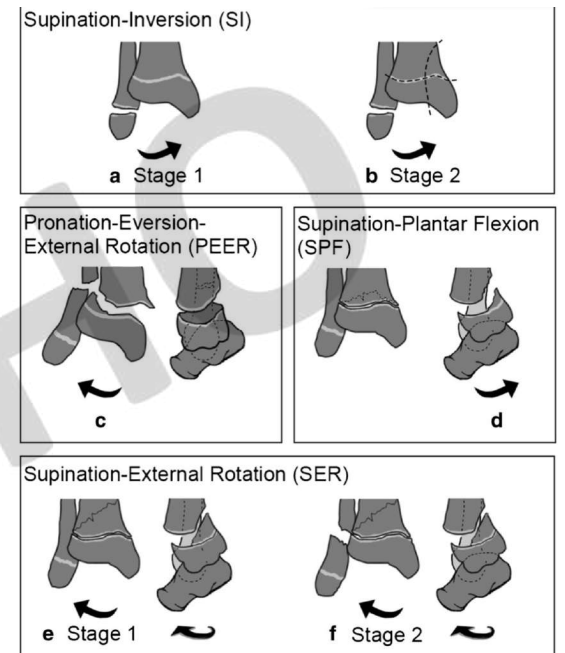 Supination-Inversion (SI)
a Stage 1
b Stage 2
Pronation-Eversion-
External Rotation (PEER)
c
Supination-Plantar Flexion
(SPF)
d
Supination-External Rotation (SER)
e Stage 1
f Stage 2